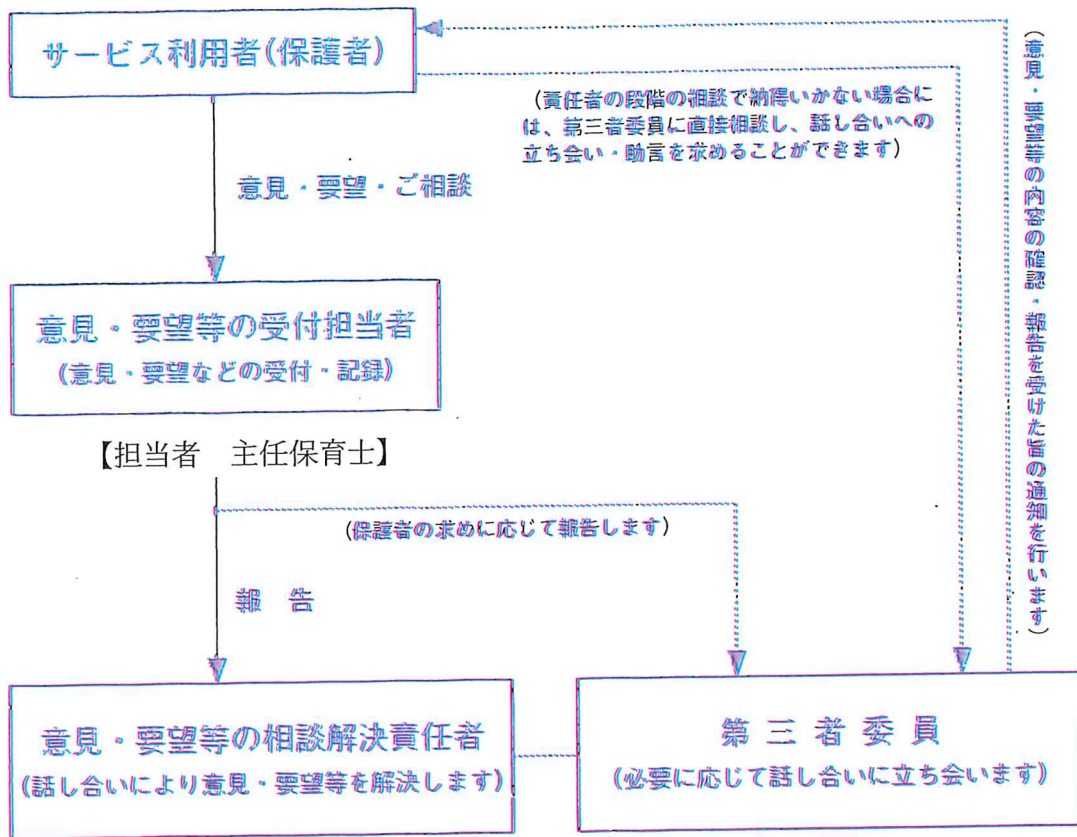 サービス利用者(保護者)
(責任者の段階の相談で納得いかない場合に
は、第三者委員に直接相談し、話し合いへの
立ち会い・助言を求めることができます)
(意見・要望等の内容の確認・報告を受けた旨の通知を行います)
意見・要望・ご相談
意見・要望等の受付担当者
(意見・要望などの受付・記録)
【担当者　主任保育士】
(保護者の求めに応じて報告します)
報　告
意見・要望等の相談解決責任者
(話し合いにより意見・要望等を解決します)
第 三 者 委 員
(必要に応じて話し合いに立ち会います)